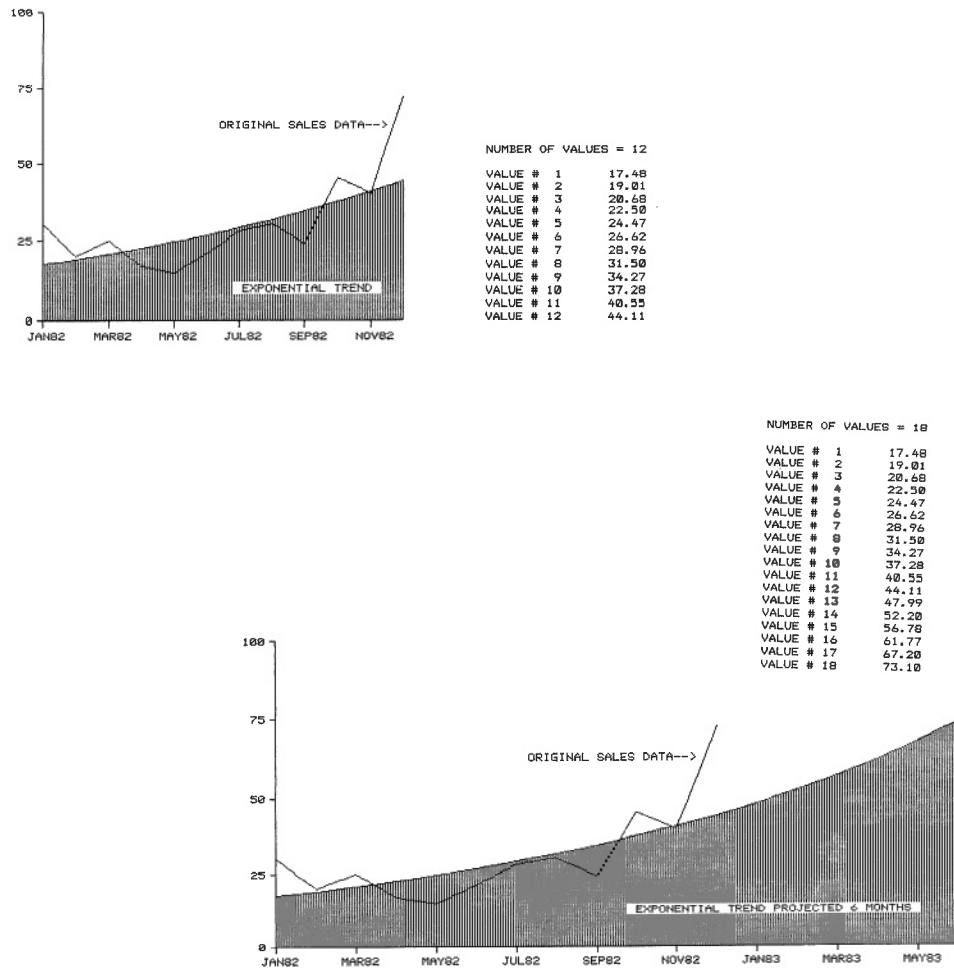 100
75
ORIGINAL SALES DATA-->
50
25
EXPONENTIAL TREND
0
JAN82 MAR82 MAY82 JUL82 SEP82 NOV82
NUMBER OF VALUES = 12
VALUE # 1 17.48
VALUE # 2 19.01
VALUE # 3 20.68
VALUE # 4 22.50
VALUE # 5 24.47
VALUE # 6 26.62
VALUE # 7 28.96
VALUE # 8 31.50
VALUE # 9 34.27
VALUE # 10 37.28
VALUE # 11 40.55
VALUE # 12 44.11
NUMBER OF VALUES = 18
VALUE # 1 17.48
VALUE # 2 19.01
VALUE # 3 20.68
VALUE # 4 22.50
VALUE # 5 24.47
VALUE # 6 26.62
VALUE # 7 28.96
VALUE # 8 31.50
VALUE # 9 34.27
VALUE # 10 37.28
VALUE # 11 40.55
VALUE # 12 44.11
VALUE # 13 47.99
VALUE # 14 52.20
VALUE # 15 56.78
VALUE # 16 61.77
VALUE # 17 67.20
VALUE # 18 73.10
100
75
ORIGINAL SALES DATA-->
50
25
EXPONENTIAL TREND PROJECTED 6 MONTHS
0
JAN82 MAR82 MAY82 JUL82 SEP82 NOV82 JAN83 MAR83 MAY83